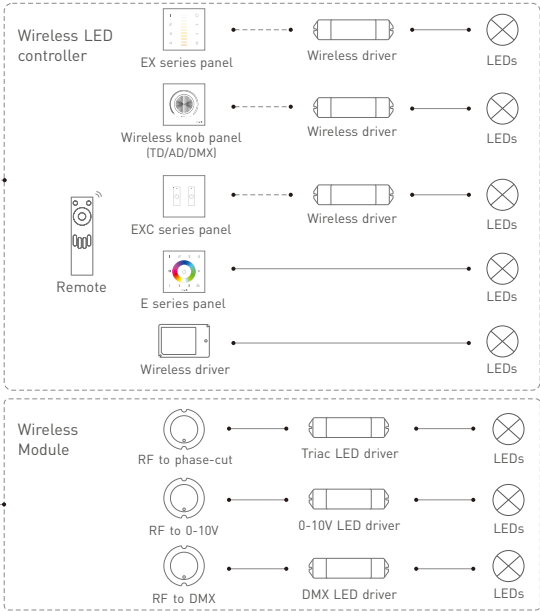 Wireless LED
controller
EX series panel
Wireless driver
LEDs
Wireless knob panel
(TD/AD/DMX)
Wireless driver
LEDs
EXC series panel
Wireless driver
LEDs
Remote
E series panel
LEDs
Wireless driver
LEDs
Wireless
Module
RF to phase-cut
Triac LED driver
LEDs
RF to 0-10V
0-10V LED driver
LEDs
RF to DMX
DMX LED driver
LEDs